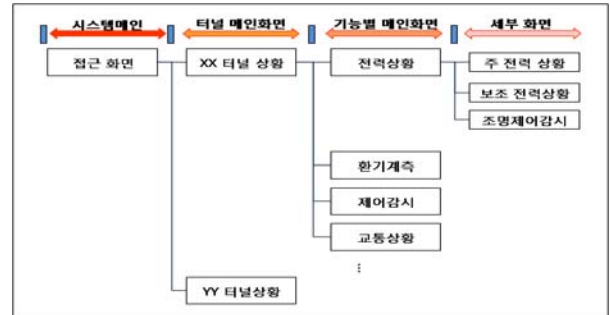 시스템메인 터널 메인화면 기능별 메인화면 세부 화면
접근 화면 XX 터널 상황 전력상황 주 전력 상황
보조 전력상황
조명제어감시
환기계측
제어감시
교통상황
⋮
YY 터널상황